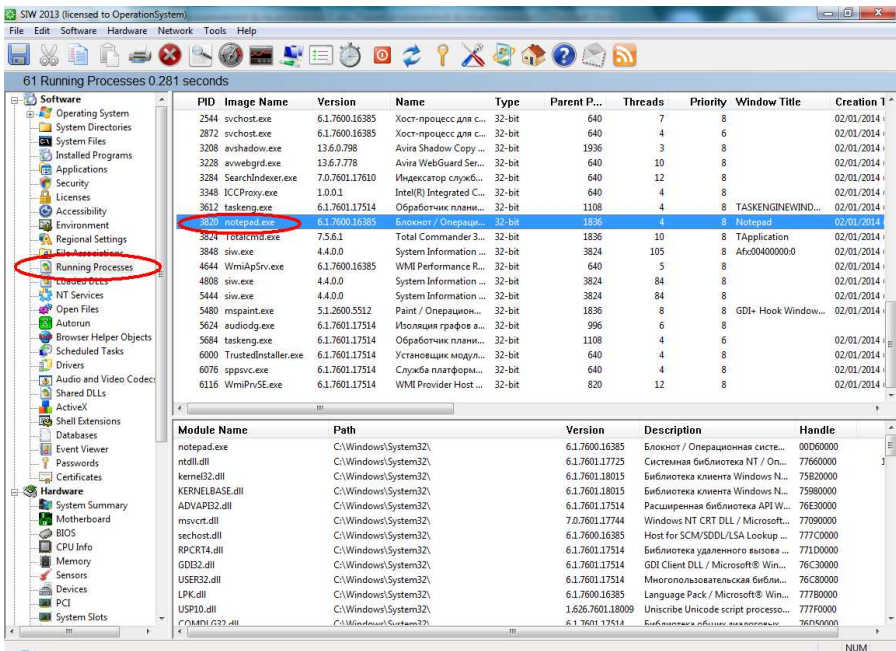 SIW 2013 (licensed to OperationSystem)
File Edit Software Hardware Network Tools Help
61 Running Processes 0.281 seconds
Software
Operating System
System Directories
System Files
Installed Programs
Applications
Security
Licenses
Accessibility
Environment
Regional Settings
File Associations
Running Processes
Loaded DLLs
NT Services
Open Files
Autorun
Browser Helper Objects
Scheduled Tasks
Drivers
Audio and Video Codecs
Shared DLLs
ActiveX
Shell Extensions
Databases
Event Viewer
Passwords
Certificates
Hardware
System Summary
Motherboard
BIOS
CPU Info
Memory
Sensors
Devices
PCI
System Slots
PID Image Name Version Name Type Parent P... Threads Priority Window Title Creation T
2544 svchost.exe 6.1.7600.16385 Хост-процесс для с... 32-bit 640 7 8 02/01/2014
2872 svchost.exe 6.1.7600.16385 Хост-процесс для с... 32-bit 640 4 6 02/01/2014
3208 avshadow.exe 13.6.0.798 Avira Shadow Copy ... 32-bit 1936 3 8 02/01/2014
3228 avwebgrd.exe 13.6.7.778 Avira WebGuard Ser... 32-bit 640 10 8 02/01/2014
3284 SearchIndexer.exe 7.0.7601.17610 Индексатор служб... 32-bit 640 12 8 02/01/2014
3348 ICCProxy.exe 1.0.0.1 Intel(R) Integrated C... 32-bit 640 4 8 02/01/2014
3612 taskeng.exe 6.1.7601.17514 Обработчик плани... 32-bit 1108 4 8 TASKENGINEWIND... 02/01/2014
3820 notepad.exe 6.1.7600.16385 Блокнот / Операци... 32-bit 1836 4 8 Notepad 02/01/2014
3824 Totalcmd.exe 7.5.6.1 Total Commander 3... 32-bit 1836 10 8 TApplication 02/01/2014
3848 siw.exe 4.4.0.0 System Information ... 32-bit 3824 105 8 Afx:00400000:0 02/01/2014
4644 WmiApSrv.exe 6.1.7600.16385 WMI Performance R... 32-bit 640 5 8 02/01/2014
4808 siw.exe 4.4.0.0 System Information ... 32-bit 3824 84 8 02/01/2014
5444 siw.exe 4.4.0.0 System Information ... 32-bit 3824 84 8 02/01/2014
5480 mspaint.exe 5.1.2600.5512 Paint / Операцион... 32-bit 1836 8 8 GDI+ Hook Window... 02/01/2014
5624 audiodg.exe 6.1.7601.17514 Изоляция графов а... 32-bit 996 6 8
5684 taskeng.exe 6.1.7601.17514 Обработчик плани... 32-bit 1108 4 6 02/01/2014
6000 TrustedInstaller.exe 6.1.7601.17514 Установщик модул... 32-bit 640 4 8 02/01/2014
6076 sppsvc.exe 6.1.7601.17514 Служба платформ... 32-bit 640 4 8 02/01/2014
6116 WmiPrvSE.exe 6.1.7601.17514 WMI Provider Host ... 32-bit 820 12 8 02/01/2014
Module Name Path Version Description Handle
notepad.exe C:\Windows\System32\ 6.1.7600.16385 Блокнот / Операционная систе... 00D60000
ntdll.dll C:\Windows\System32\ 6.1.7601.17725 Системная библиотека NT / Оп... 77660000
kernel32.dll C:\Windows\System32\ 6.1.7601.18015 Библиотека клиента Windows N... 75B20000
KERNELBASE.dll C:\Windows\System32\ 6.1.7601.18015 Библиотека клиента Windows N... 75980000
ADVAPI32.dll C:\Windows\System32\ 6.1.7601.17514 Расширенная библиотека API W... 76E30000
msvcrt.dll C:\Windows\System32\ 7.0.7601.17744 Windows NT CRT DLL / Microsoft... 77090000
sechost.dll C:\Windows\System32\ 6.1.7600.16385 Host for SCM/SDDL/LSA Lookup ... 777C0000
RPCRT4.dll C:\Windows\System32\ 6.1.7601.17514 Библиотека удаленного вызова ... 771D0000
GDI32.dll C:\Windows\System32\ 6.1.7601.17514 GDI Client DLL / Microsoft® Win... 76C30000
USER32.dll C:\Windows\System32\ 6.1.7601.17514 Многопользовательская библи... 76C80000
LPK.dll C:\Windows\System32\ 6.1.7600.16385 Language Pack / Microsoft® Win... 777B0000
USP10.dll C:\Windows\System32\ 1.626.7601.18009 Uniscribe Unicode script processo... 777F0000
COMDLG32.dll C:\Windows\System32\ 6.1.7601.17514 Библиотека общих диалоговых 76D50000
NUM